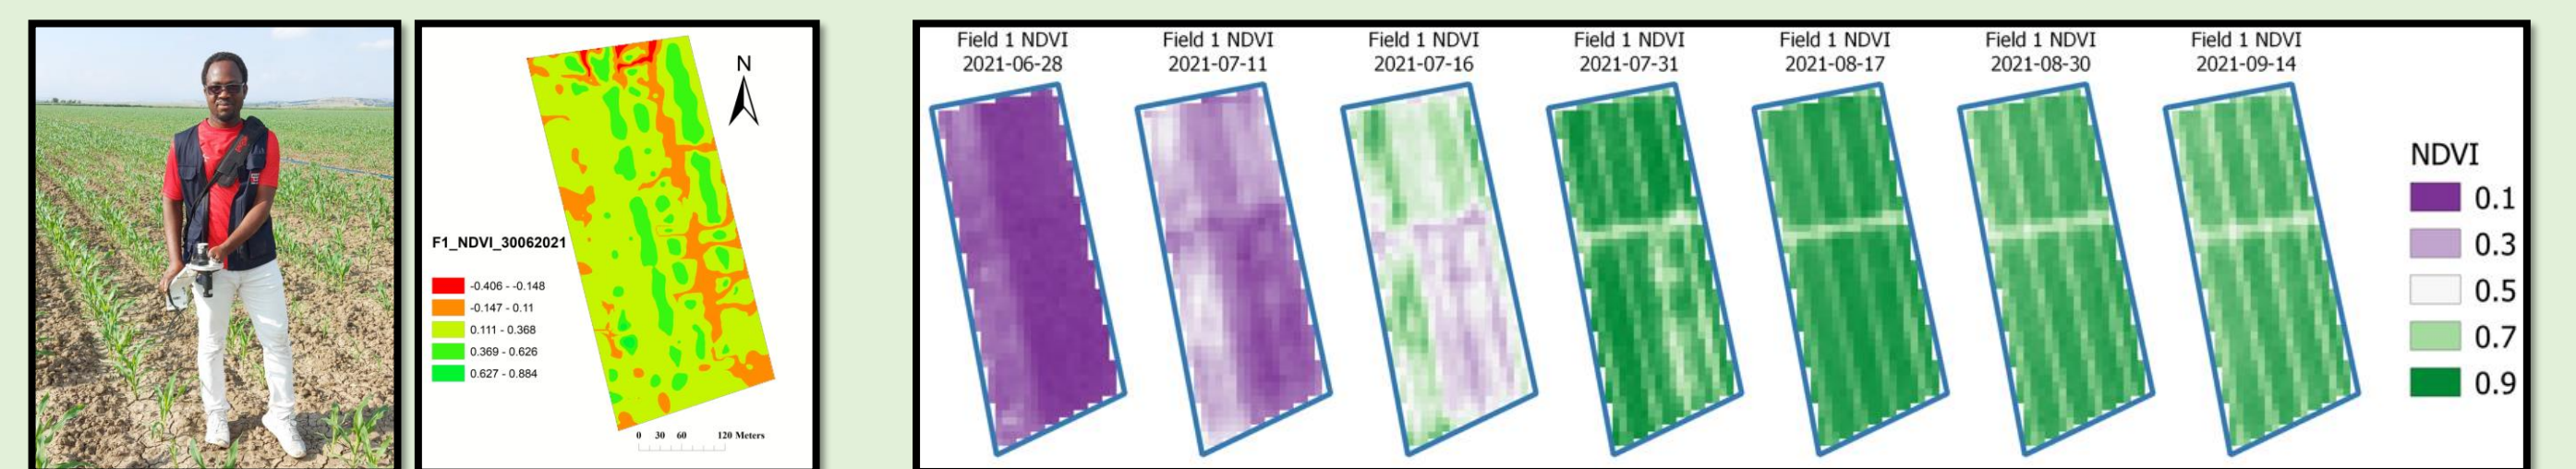 N
F1_NDVI_30062021
-0.406 - -0.148
-0.147 - 0.11
0.111 - 0.368
0.369 - 0.626
0.627 - 0.884
0 30 60 120 Meters
Field 1 NDVI
2021-06-28
Field 1 NDVI
2021-07-11
Field 1 NDVI
2021-07-16
Field 1 NDVI
2021-07-31
Field 1 NDVI
2021-08-17
Field 1 NDVI
2021-08-30
Field 1 NDVI
2021-09-14
NDVI
0.1
0.3
0.5
0.7
0.9